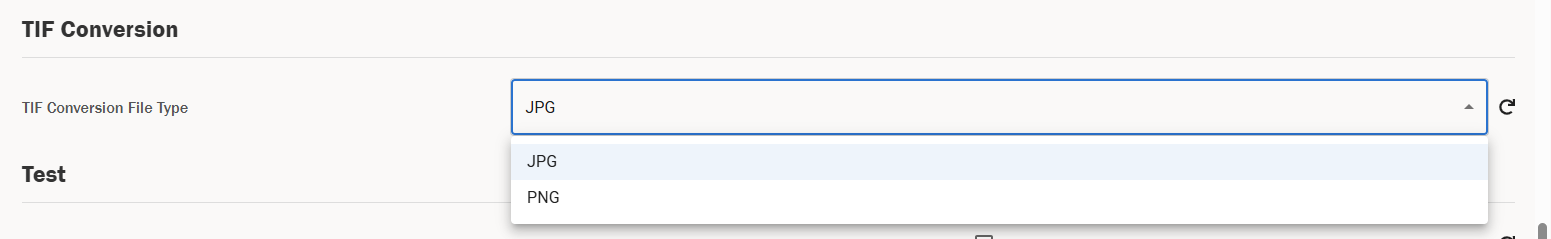 TIF Conversion
TIF Conversion File Type
JPG
JPG
PNG
Test